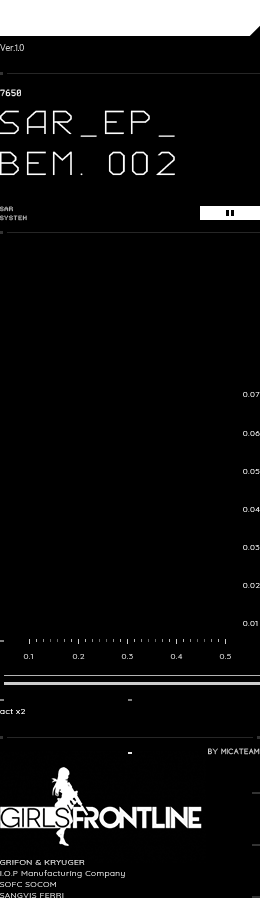 Ver.1.0
7650
SAR_EP_
BEM. 002
SAR
SYSTEH
0.07
0.06
0.05
0.04
0.03
0.02
0.01
0.1 0.2 0.3 0.4 0.5
act x2
BY MICATEAM
GIRLSFRONTLINE
GRIFON & KRYUGER
I.O.P Manufacturing Company
SOFC SOCOM
SANGVIS FERRI